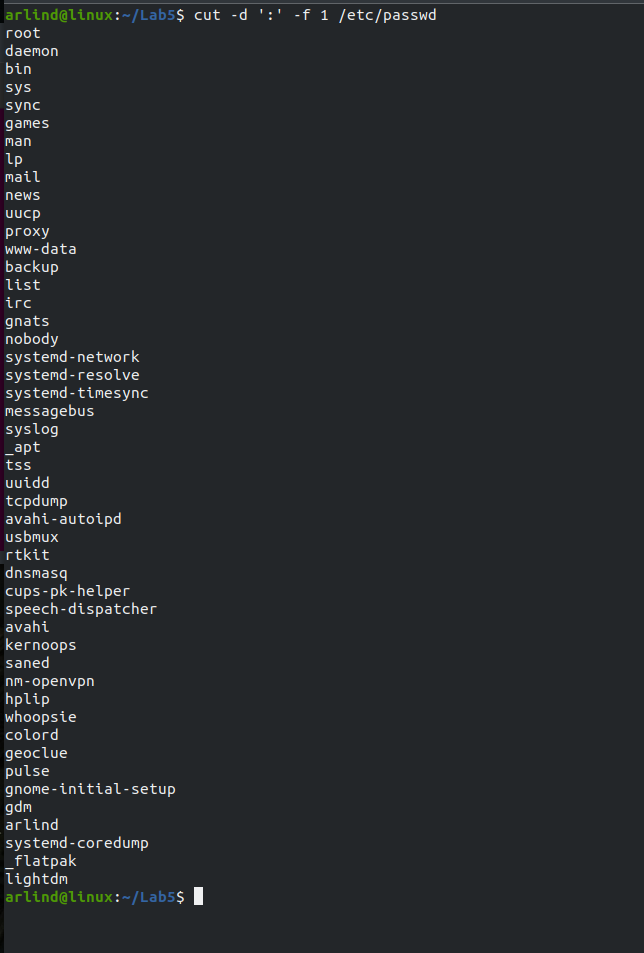 arlind@linux:~/Lab5$ cut -d ':' -f 1 /etc/passwd
root
daemon
bin
sys
sync
games
man
lp
mail
news
uucp
proxy
www-data
backup
list
irc
gnats
nobody
systemd-network
systemd-resolve
systemd-timesync
messagebus
syslog
_apt
tss
uuidd
tcpdump
avahi-autoipd
usbmux
rtkit
dnsmasq
cups-pk-helper
speech-dispatcher
avahi
kernoops
saned
nm-openvpn
hplip
whoopsie
colord
geoclue
pulse
gnome-initial-setup
gdm
arlind
systemd-coredump
_flatpak
lightdm
arlind@linux:~/Lab5$